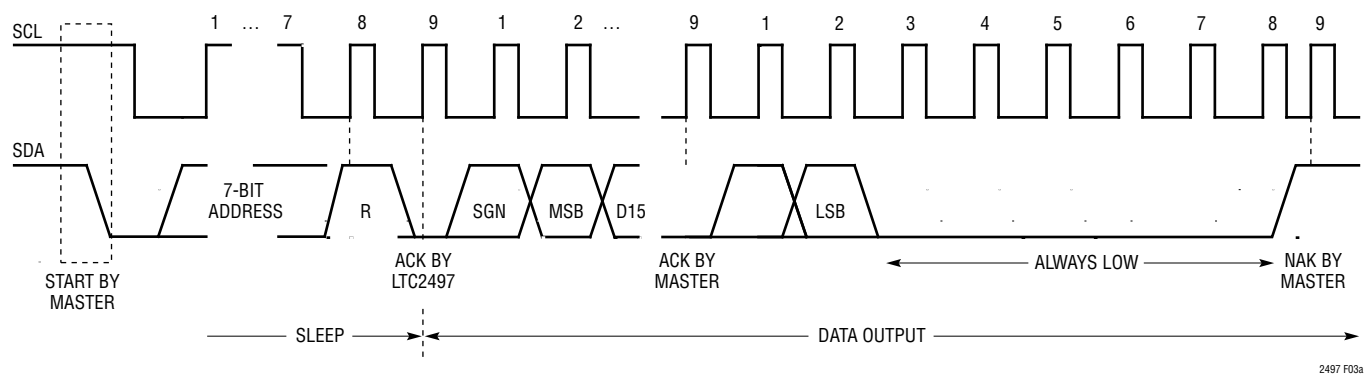 SCL
1 … 7 8 9 1 2 … 9 1 2 3 4 5 6 7 8 9
SDA
7-BIT
ADDRESS
R
SGN
MSB
D15
LSB
START BY
MASTER
ACK BY
LTC2497
ACK BY
MASTER
ALWAYS LOW
NAK BY
MASTER
SLEEP
DATA OUTPUT
2497 F03a